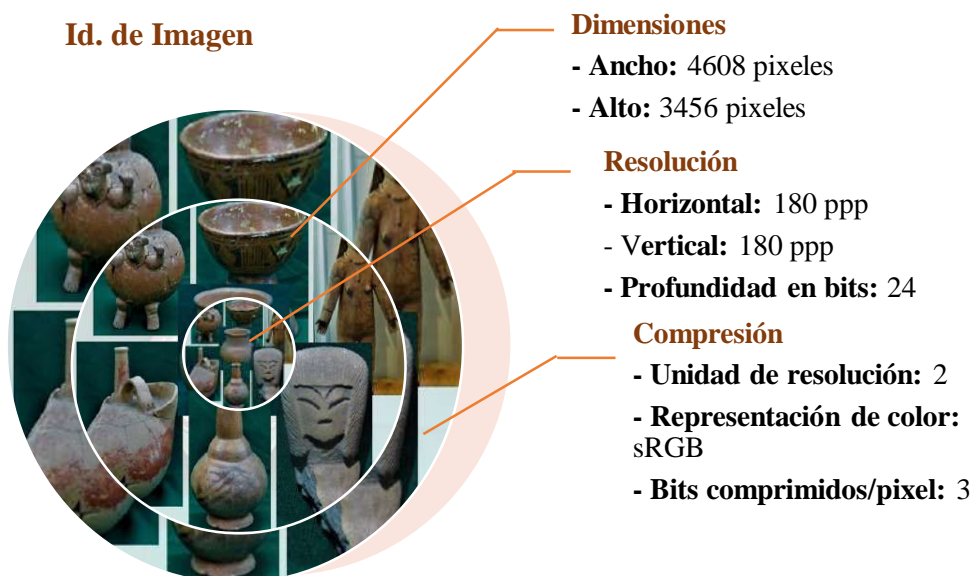 Id. de Imagen
Dimensiones
- Ancho: 4608 pixeles
- Alto: 3456 pixeles
Resolución
- Horizontal: 180 ppp
- Vertical: 180 ppp
- Profundidad en bits: 24
Compresión
- Unidad de resolución: 2
- Representación de color:
sRGB
- Bits comprimidos/pixel: 3